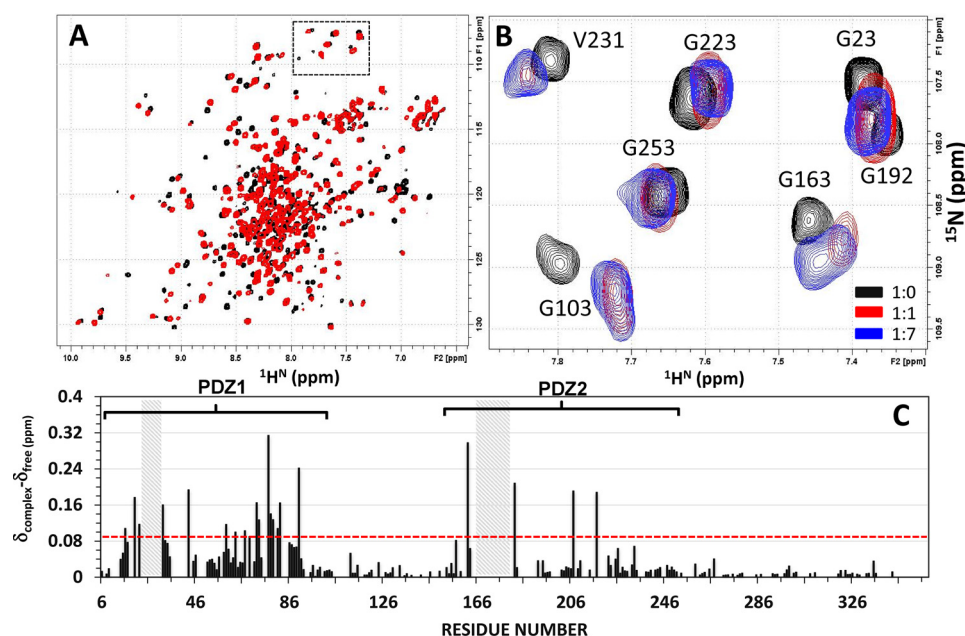 A
110
115
120
125
130
F1 [ppm]
10.0 9.5 9.0 8.5 8.0 7.5 7.0 F2 [ppm]
¹Hᴺ (ppm)
B
V231
G223
G23
G253
G192
G163
G103
1:0
1:1
1:7
F1 [ppm]
107.5
108.0
108.5
109.0
109.5
¹⁵N (ppm)
7.8 7.7 7.6 7.5 7.4 F2 [ppm]
¹Hᴺ (ppm)
PDZ1
PDZ2
C
δcomplex-δfree (ppm)
0.4
0.32
0.24
0.16
0.08
0
6 46 86 126 166 206 246 286 326
RESIDUE NUMBER